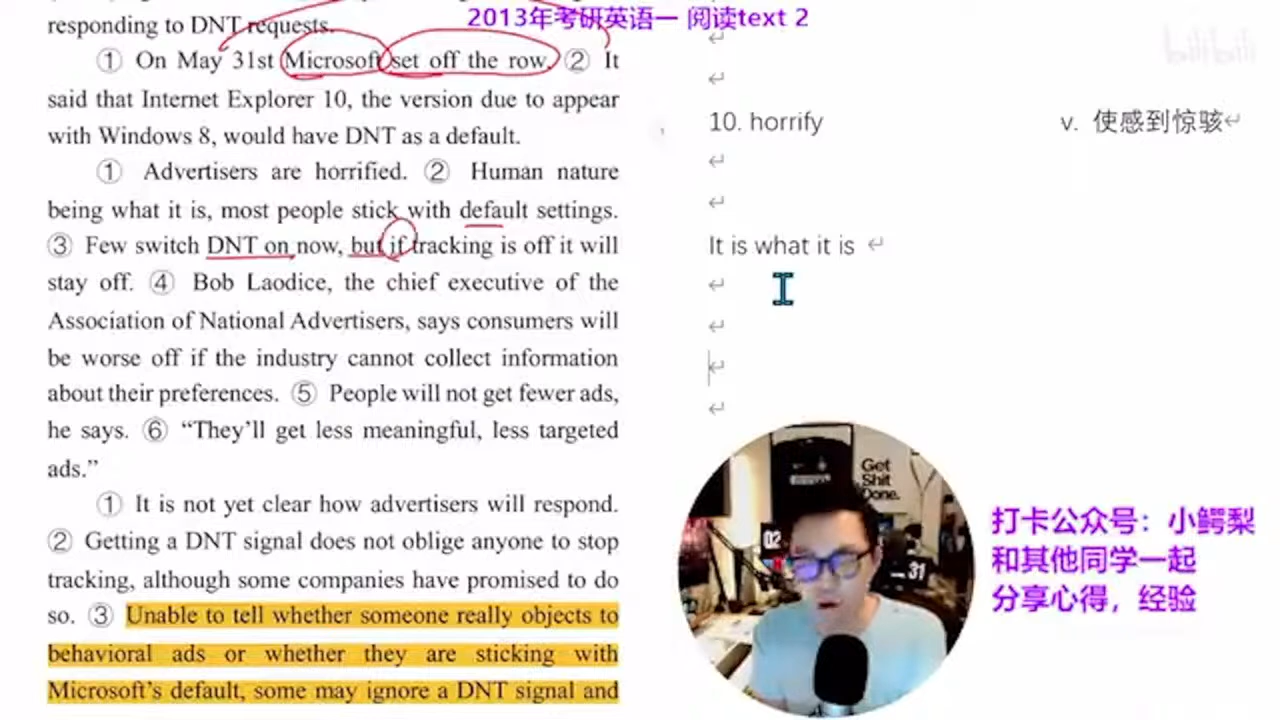 responding to DNT requests.
2013年考研英语一 阅读text 2
① On May 31st Microsoft set off the row. ② It
said that Internet Explorer 10, the version due to appear
with Windows 8, would have DNT as a default.
① Advertisers are horrified. ② Human nature
being what it is, most people stick with default settings.
③ Few switch DNT on now, but if tracking is off it will
stay off. ④ Bob Laodice, the chief executive of the
Association of National Advertisers, says consumers will
be worse off if the industry cannot collect information
about their preferences. ⑤ People will not get fewer ads,
he says. ⑥ “They’ll get less meaningful, less targeted
ads.”
① It is not yet clear how advertisers will respond.
② Getting a DNT signal does not oblige anyone to stop
tracking, although some companies have promised to do
so. ③ Unable to tell whether someone really objects to
behavioral ads or whether they are sticking with
Microsoft’s default, some may ignore a DNT signal and
bilibili
10. horrify v. 使感到惊骇
It is what it is
Get
Shit
Done.
02
31
打卡公众号：小鳄梨
和其他同学一起
分享心得，经验